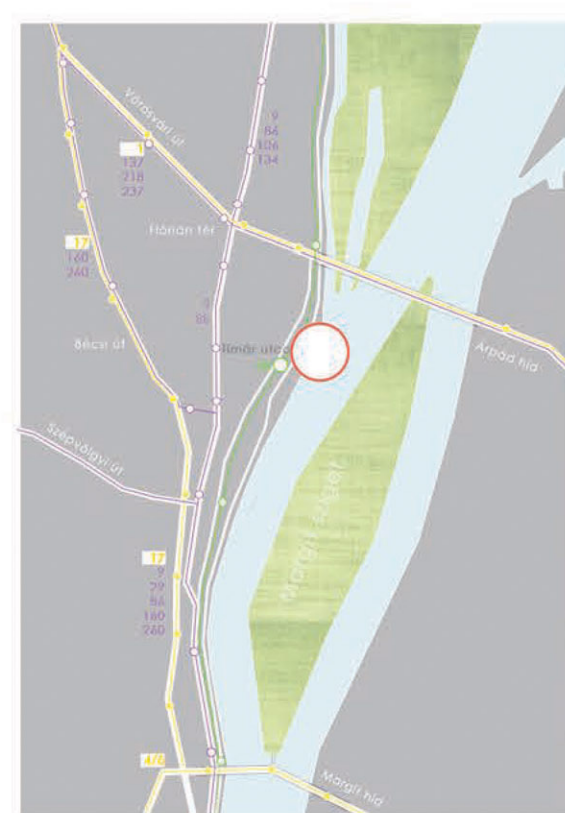 Vörösvári út
9
86
106
134
1
137
218
237
Flórián tér
17
160
260
9
86
Bécsi út
Tímár utca
Árpád híd
Szépvölgyi út
Margit sziget
17
9
29
86
160
260
4/6
Margit híd